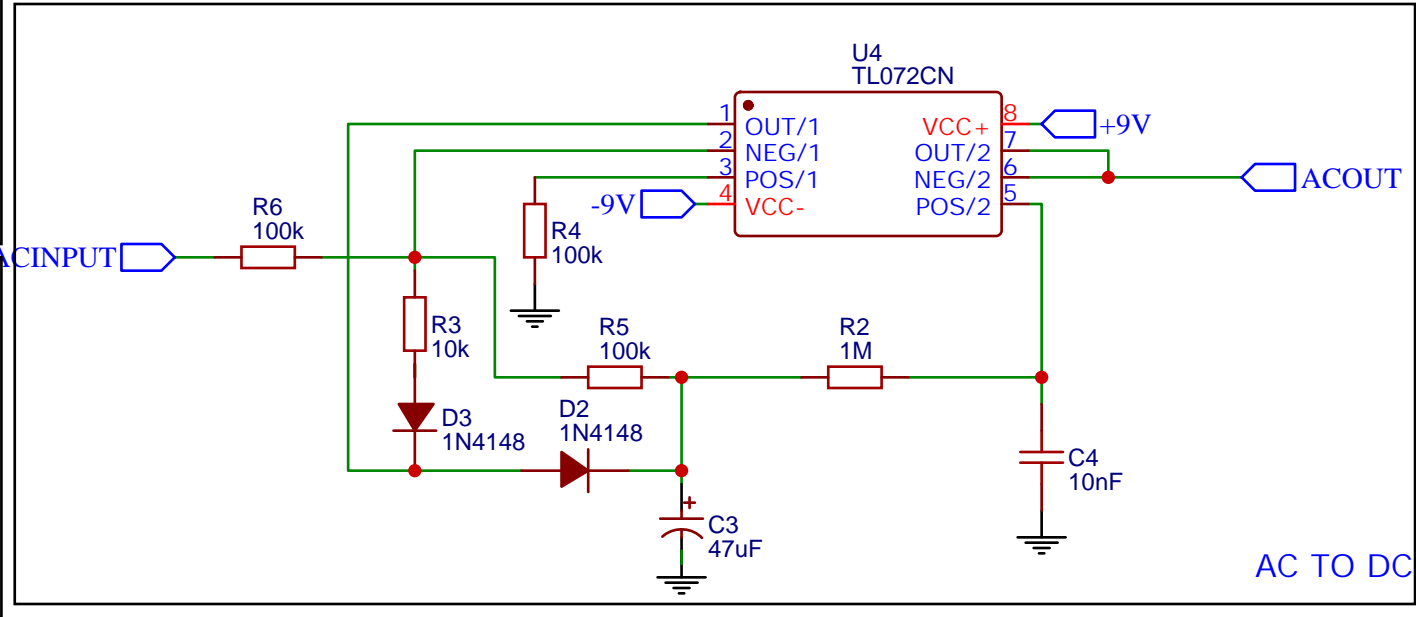 U4
TL072CN
1 OUT/1
2 NEG/1
3 POS/1
4 VCC-
VCC+ 8
OUT/2 7
NEG/2 6
POS/2 5
+9V
-9V
ACOUT
R6
100k
ACINPUT
R4
100k
R3
10k
R5
100k
R2
1M
D3
1N4148
D2
1N4148
+
C3
47uF
C4
10nF
AC TO DC